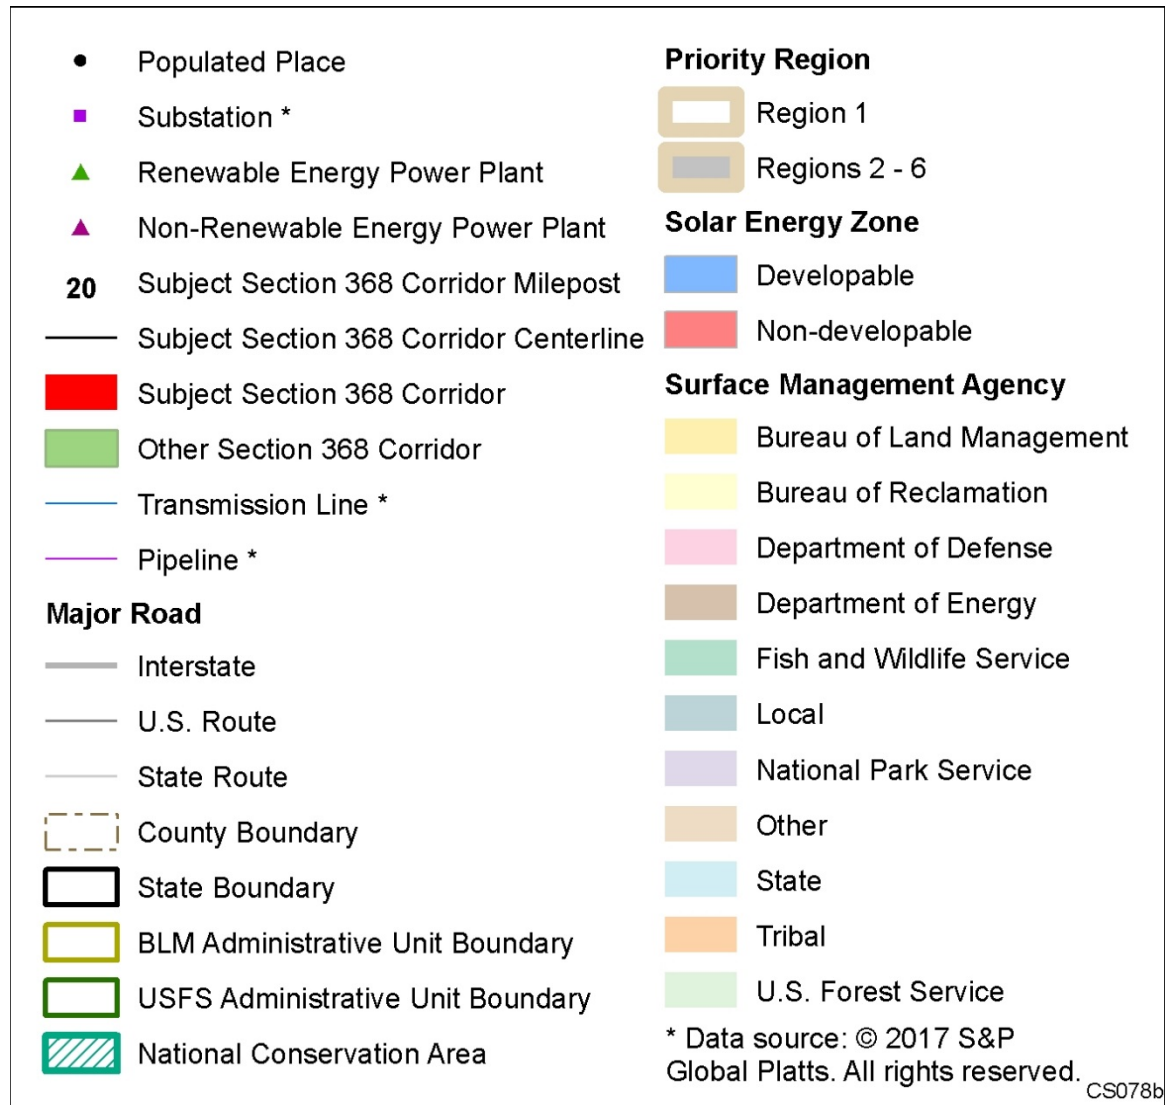 Populated Place
Substation *
Renewable Energy Power Plant
Non-Renewable Energy Power Plant
20 Subject Section 368 Corridor Milepost
Subject Section 368 Corridor Centerline
Subject Section 368 Corridor
Other Section 368 Corridor
Transmission Line *
Pipeline *
Major Road
Interstate
U.S. Route
State Route
County Boundary
State Boundary
BLM Administrative Unit Boundary
USFS Administrative Unit Boundary
National Conservation Area
Priority Region
Region 1
Regions 2 - 6
Solar Energy Zone
Developable
Non-developable
Surface Management Agency
Bureau of Land Management
Bureau of Reclamation
Department of Defense
Department of Energy
Fish and Wildlife Service
Local
National Park Service
Other
State
Tribal
U.S. Forest Service
* Data source: © 2017 S&P
Global Platts. All rights reserved.
CS078b